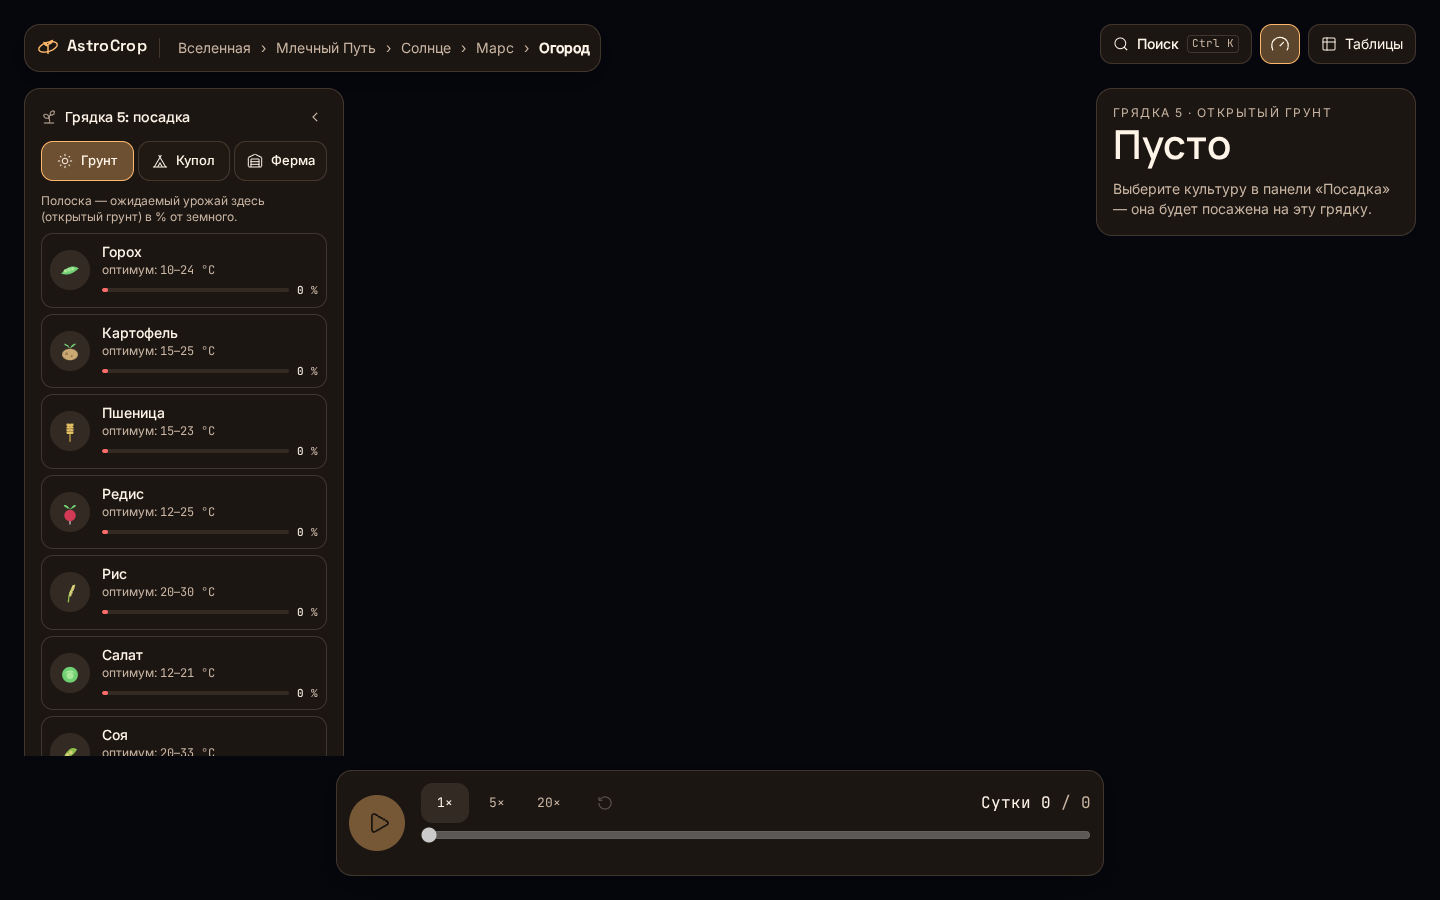 AstroCrop
Вселенная › Млечный Путь › Солнце › Марс › Огород
Поиск Ctrl K
Таблицы
Грядка 5: посадка
Грунт Купол Ферма
Полоска — ожидаемый урожай здесь
(открытый грунт) в % от земного.
Горох
оптимум: 10–24 °C
0 %
Картофель
оптимум: 15–25 °C
0 %
Пшеница
оптимум: 15–23 °C
0 %
Редис
оптимум: 12–25 °C
0 %
Рис
оптимум: 20–30 °C
0 %
Салат
оптимум: 12–21 °C
0 %
Соя
оптимум: 20–33 °C
ГРЯДКА 5 · ОТКРЫТЫЙ ГРУНТ
Пусто
Выберите культуру в панели «Посадка»
— она будет посажена на эту грядку.
1× 5× 20×
Сутки 0 / 0